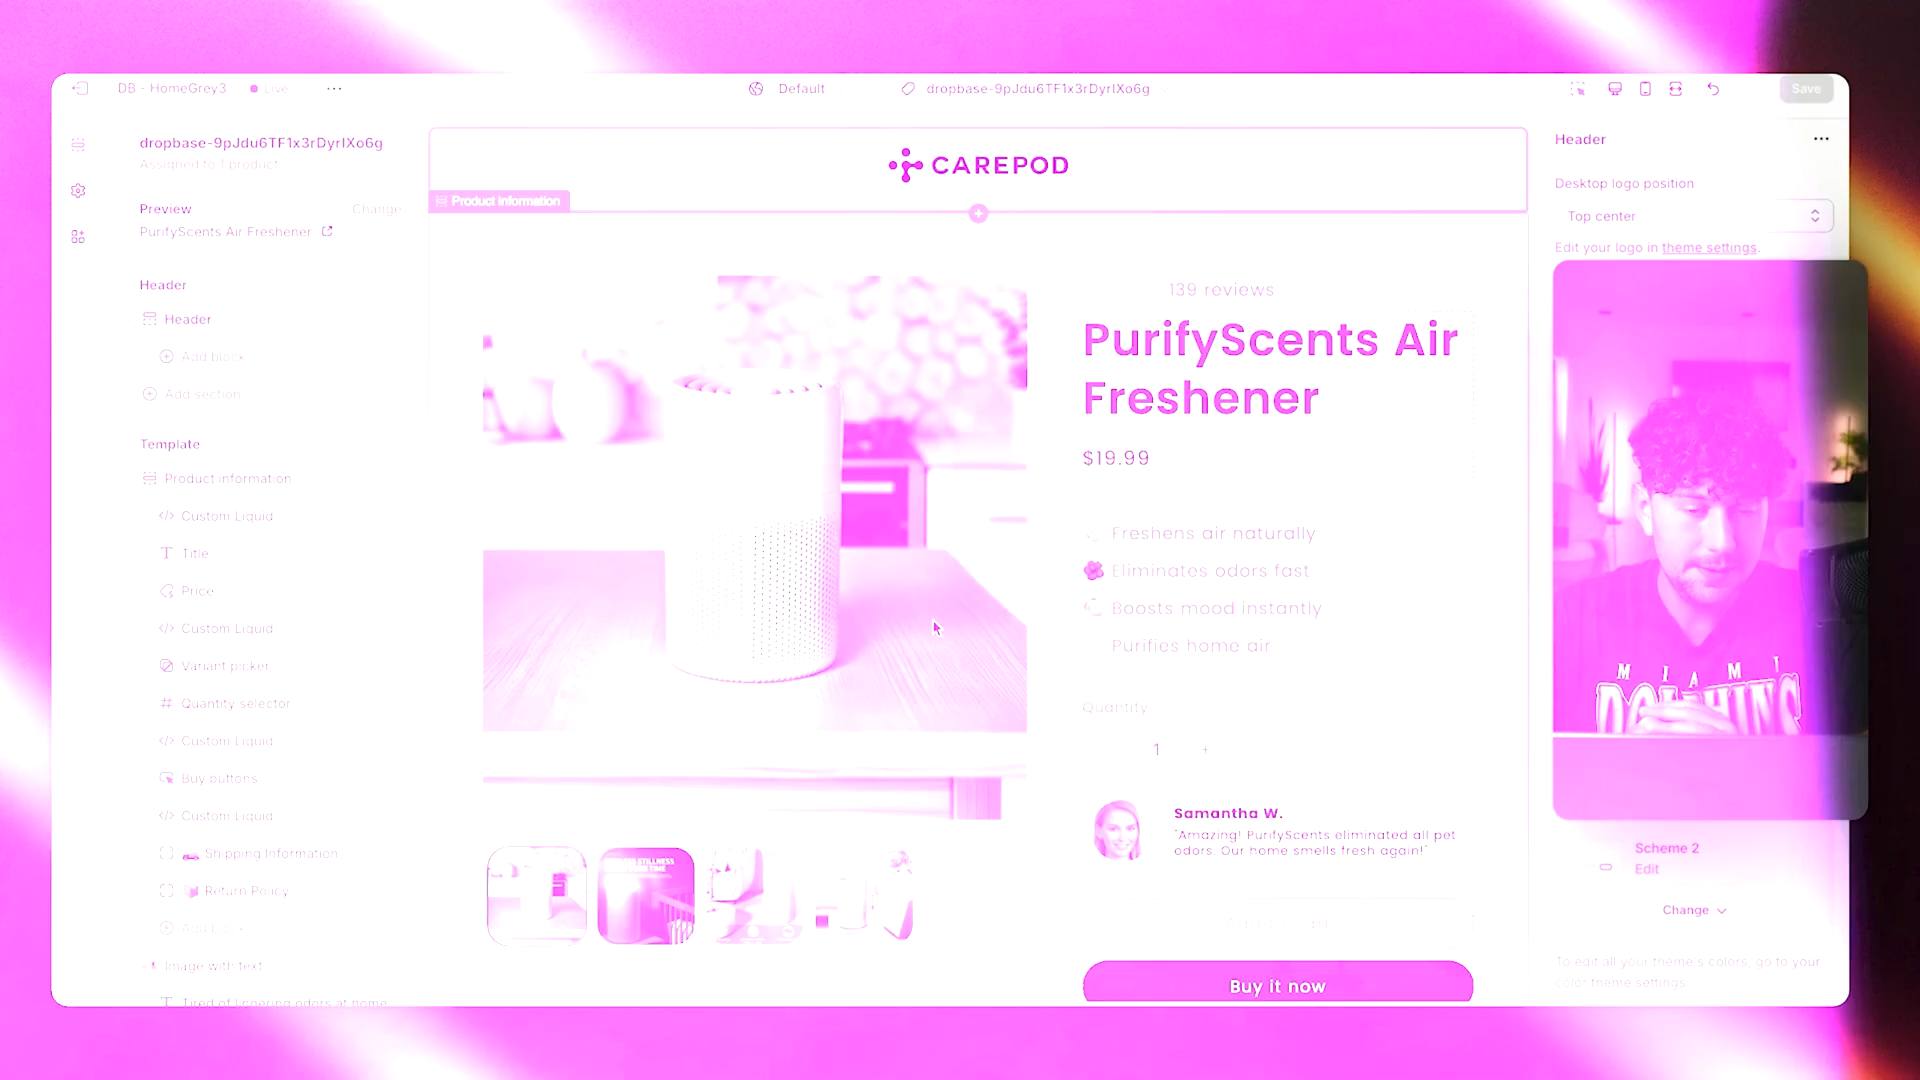 DB - HomeGrey3
Live
Default
dropbase-9pJdu6TF1x3rDyrIXo6g
Save
dropbase-9pJdu6TF1x3rDyrIXo6g
Assigned to 1 product
Preview
Change
PurifyScents Air Freshener
Header
Header
Add block
Add section
Template
Product information
Custom Liquid
Title
Price
Custom Liquid
Variant picker
Quantity selector
Custom Liquid
Buy buttons
Custom Liquid
Shipping Information
Return Policy
Add block
Image with text
Tired of lingering odors at home
CAREPOD
Product information
139 reviews
PurifyScents Air
Freshener
$19.99
Freshens air naturally
Eliminates odors fast
Boosts mood instantly
Purifies home air
Quantity
1 +
Samantha W.
"Amazing! PurifyScents eliminated all pet
odors. Our home smells fresh again!"
Buy it now
STILLNESS
Header
Desktop logo position
Top center
Edit your logo in theme settings.
MIAMI
DOLPHINS
Scheme 2
Edit
Change
To edit all your theme's colors, go to your
color theme settings.